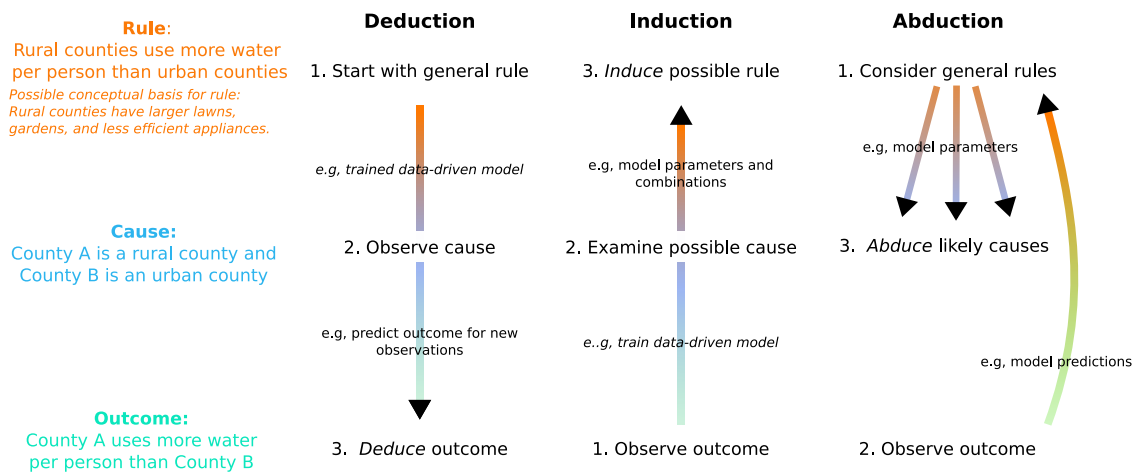 Deduction
Induction
Abduction
Rule:
Rural counties use more water
per person than urban counties
Possible conceptual basis for rule:
Rural counties have larger lawns,
gardens, and less efficient appliances.
1. Start with general rule
3. Induce possible rule
1. Consider general rules
e.g, trained data-driven model
e.g, model parameters and
combinations
e.g, model parameters
Cause:
County A is a rural county and
County B is an urban county
2. Observe cause
2. Examine possible cause
3. Abduce likely causes
e.g, predict outcome for new
observations
e..g, train data-driven model
e.g, model predictions
Outcome:
County A uses more water
per person than County B
3. Deduce outcome
1. Observe outcome
2. Observe outcome